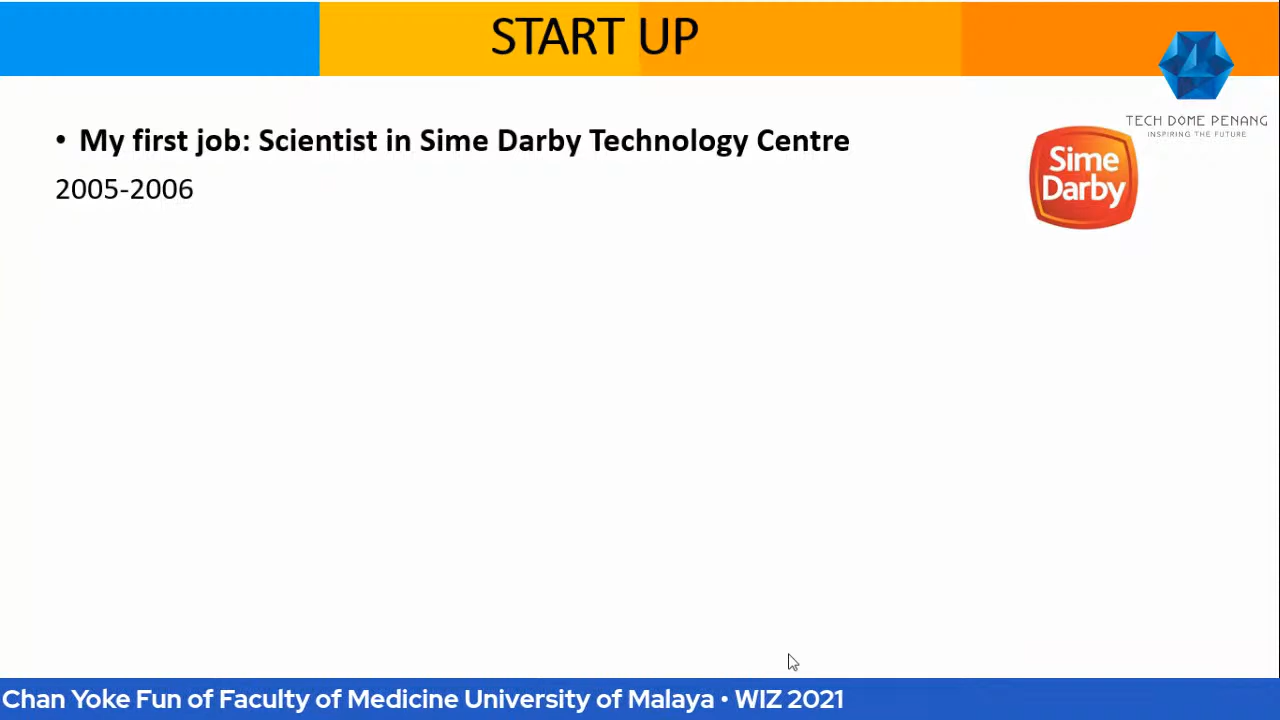 START UP
TECH DOME PENANG
INSPIRING THE FUTURE
• My first job: Scientist in Sime Darby Technology Centre
Sime
Darby
2005-2006
Chan Yoke Fun of Faculty of Medicine University of Malaya • WIZ 2021